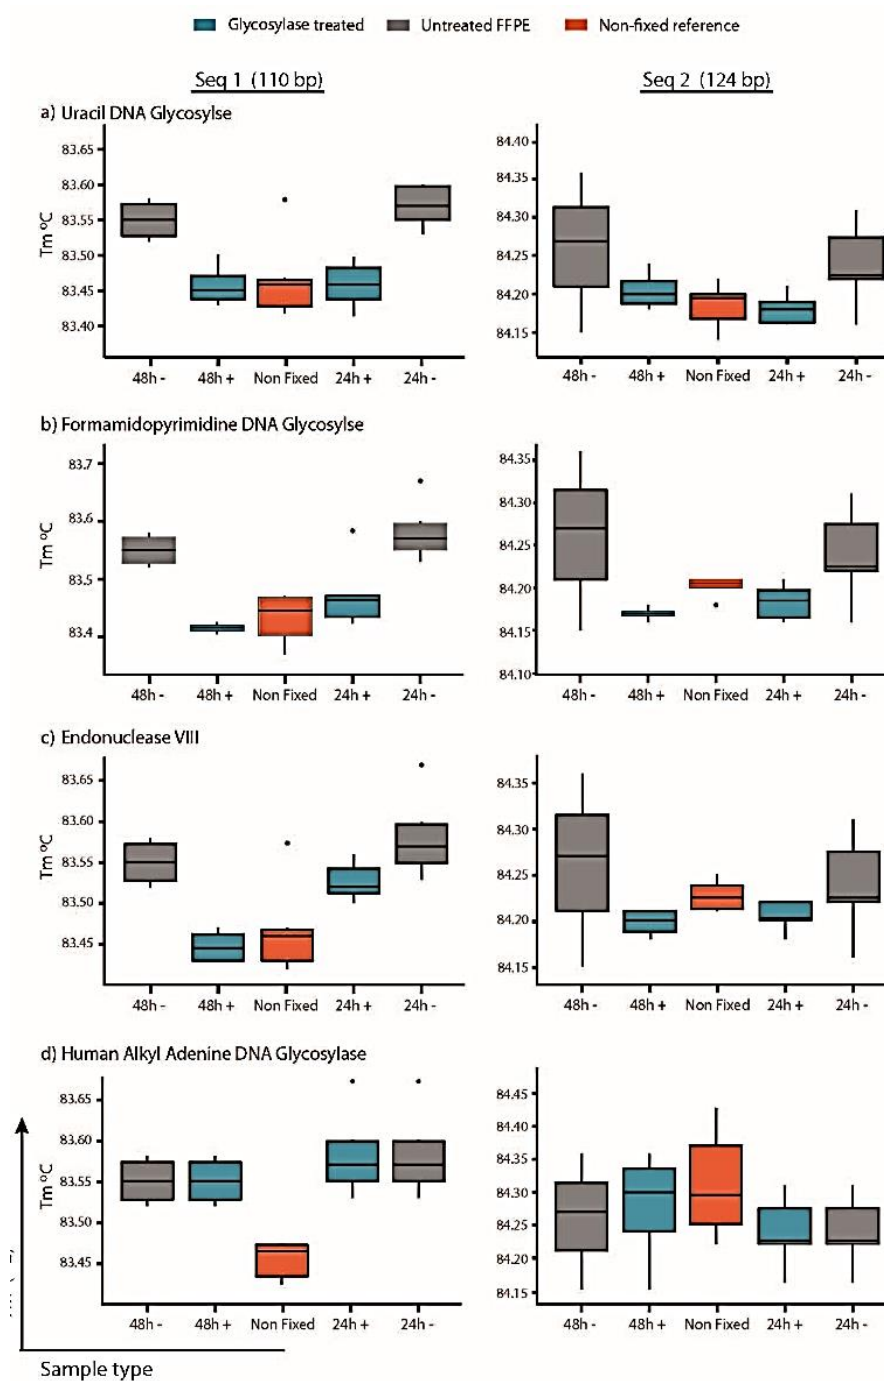 Glycosylase treated Untreated FFPE Non-fixed reference
Seq 1 (110 bp) Seq 2 (124 bp)
a) Uracil DNA Glycosylse
83.65
83.60
83.55
83.50
83.45
83.40
Tm ºC
48h - 48h + Non Fixed 24h + 24h -
84.40
84.35
84.30
84.25
84.20
84.15
48h - 48h + Non Fixed 24h + 24h -
b) Formamidopyrimidine DNA Glycosylse
83.7
83.6
83.5
83.4
Tm ºC
48h - 48h + Non Fixed 24h + 24h -
84.35
84.30
84.25
84.20
84.15
84.10
48h - 48h + Non Fixed 24h + 24h -
c) Endonuclease VIII
83.65
83.60
83.55
83.50
83.45
Tm ºC
48h - 48h + Non Fixed 24h + 24h -
84.35
84.30
84.25
84.20
84.15
48h - 48h + Non Fixed 24h + 24h -
d) Human Alkyl Adenine DNA Glycosylase
83.65
83.60
83.55
83.50
83.45
Tm ºC
48h - 48h + Non Fixed 24h + 24h -
84.45
84.40
84.35
84.30
84.25
84.20
84.15
48h - 48h + Non Fixed 24h + 24h -
Sample type